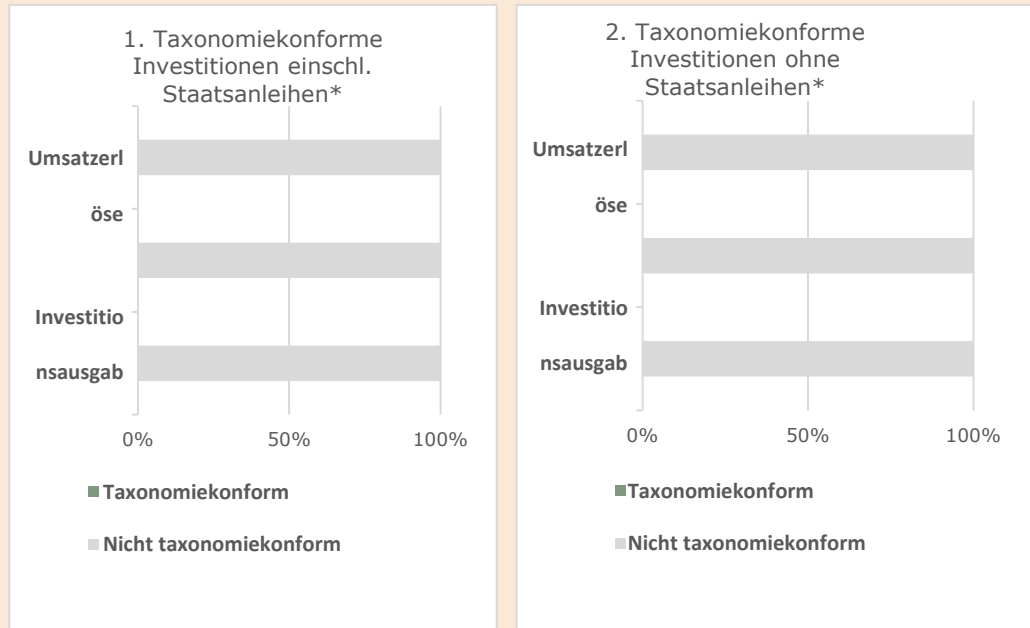 1. Taxonomiekonforme
Investitionen einschl.
Staatsanleihen*
Umsatzerl
öse
Investitio
nsausgab
0%
50%
100%
Taxonomiekonform
Nicht taxonomiekonform
2. Taxonomiekonforme
Investitionen ohne
Staatsanleihen*
Umsatzerl
öse
Investitio
nsausgab
0%
50%
100%
Taxonomiekonform
Nicht taxonomiekonform